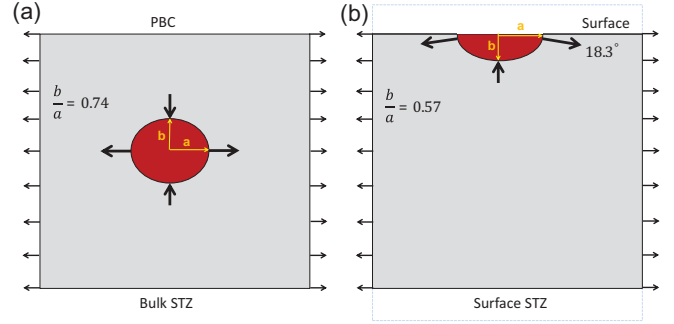 (a)
PBC
b/a = 0.74
b
a
Bulk STZ
(b)
Surface
a
b
18.3°
b/a = 0.57
Surface STZ